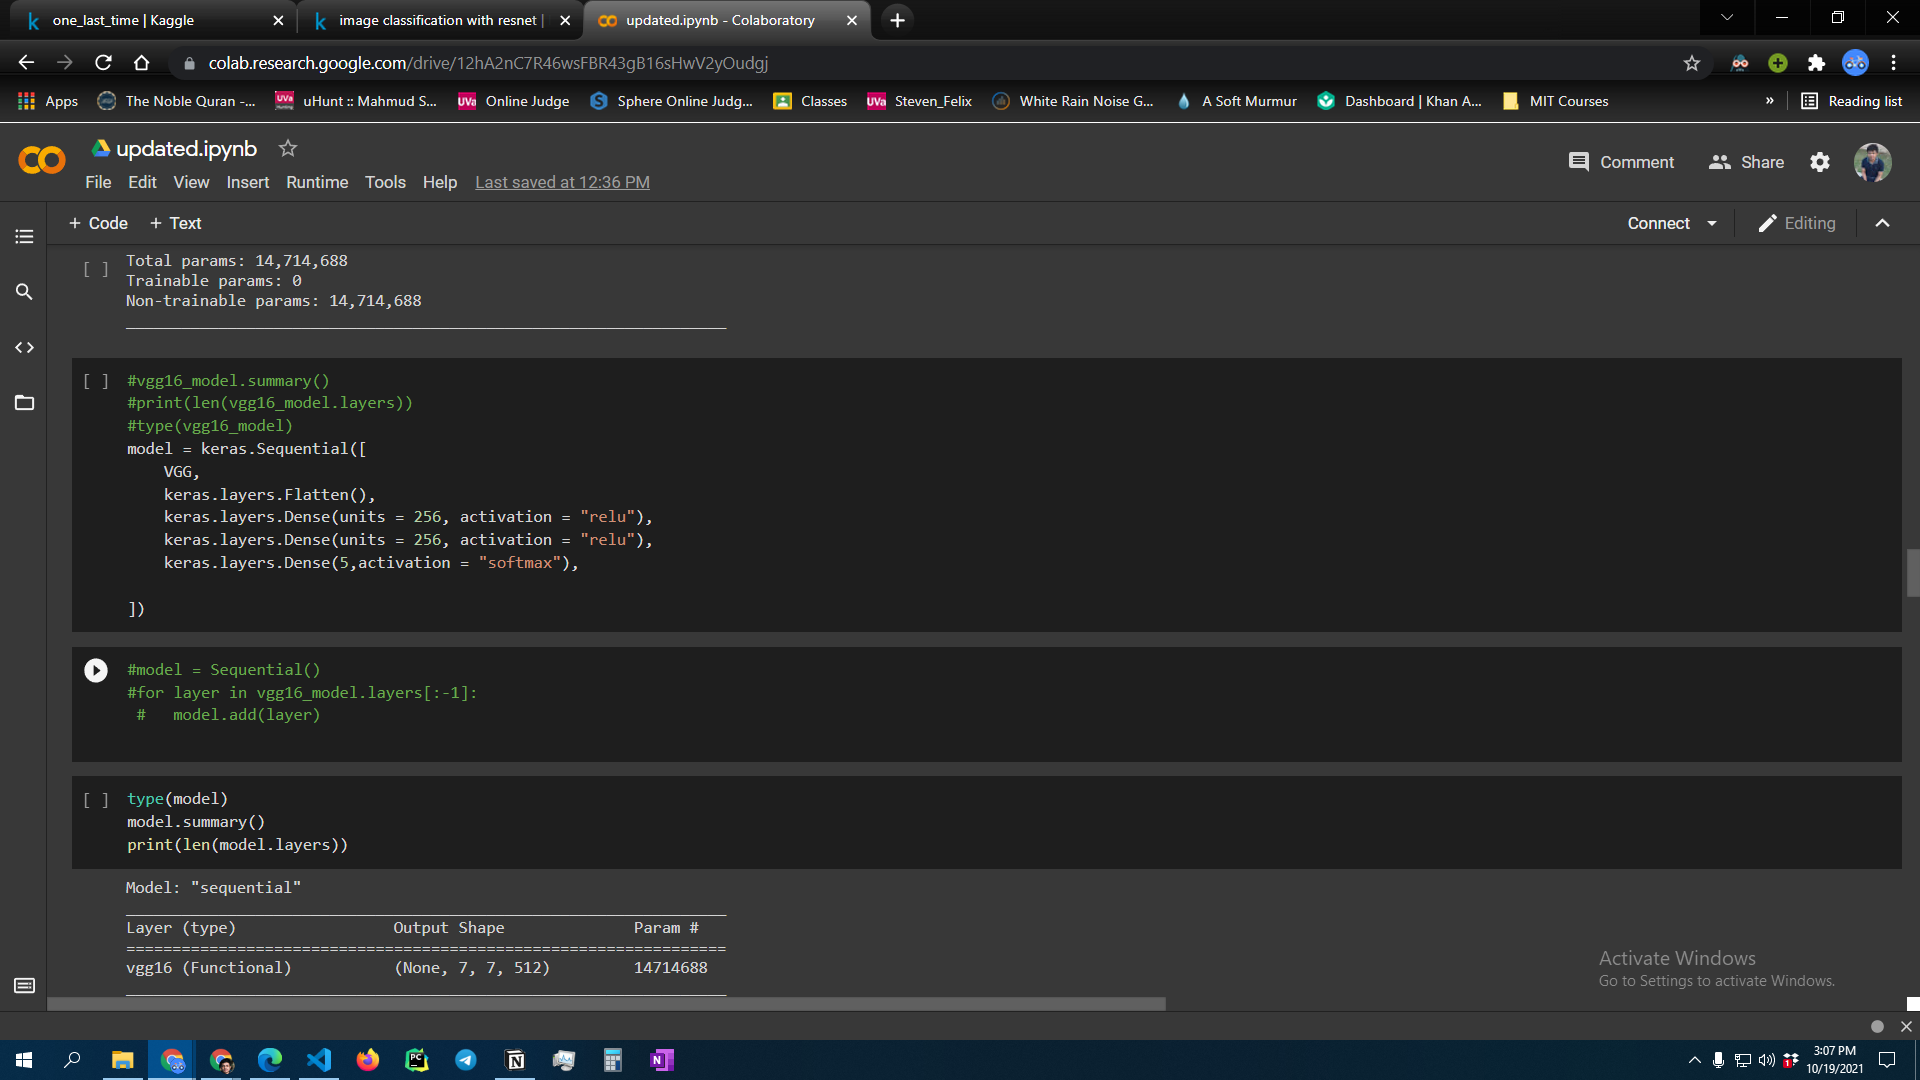 one_last_time | Kaggle
image classification with resnet |
updated.ipynb - Colaboratory
colab.research.google.com/drive/12hA2nC7R46wsFBR43gB16sHwV2yOudgj
Apps
The Noble Quran -...
uHunt :: Mahmud S...
Online Judge
Sphere Online Judg...
Classes
Steven_Felix
White Rain Noise G...
A Soft Murmur
Dashboard | Khan A...
MIT Courses
»
Reading list
updated.ipynb
Comment
Share
File Edit View Insert Runtime Tools Help Last saved at 12:36 PM
+ Code + Text
Connect
Editing
[ ]
Total params: 14,714,688
Trainable params: 0
Non-trainable params: 14,714,688
[ ]
#vgg16_model.summary()
#print(len(vgg16_model.layers))
#type(vgg16_model)
model = keras.Sequential([
VGG,
keras.layers.Flatten(),
keras.layers.Dense(units = 256, activation = "relu"),
keras.layers.Dense(units = 256, activation = "relu"),
keras.layers.Dense(5,activation = "softmax"),
])
#model = Sequential()
#for layer in vgg16_model.layers[:-1]:
#   model.add(layer)
[ ]
type(model)
model.summary()
print(len(model.layers))
Model: "sequential"
Layer (type) Output Shape Param #
=================================================================
vgg16 (Functional) (None, 7, 7, 512) 14714688
Activate Windows
Go to Settings to activate Windows.
3:07 PM
10/19/2021